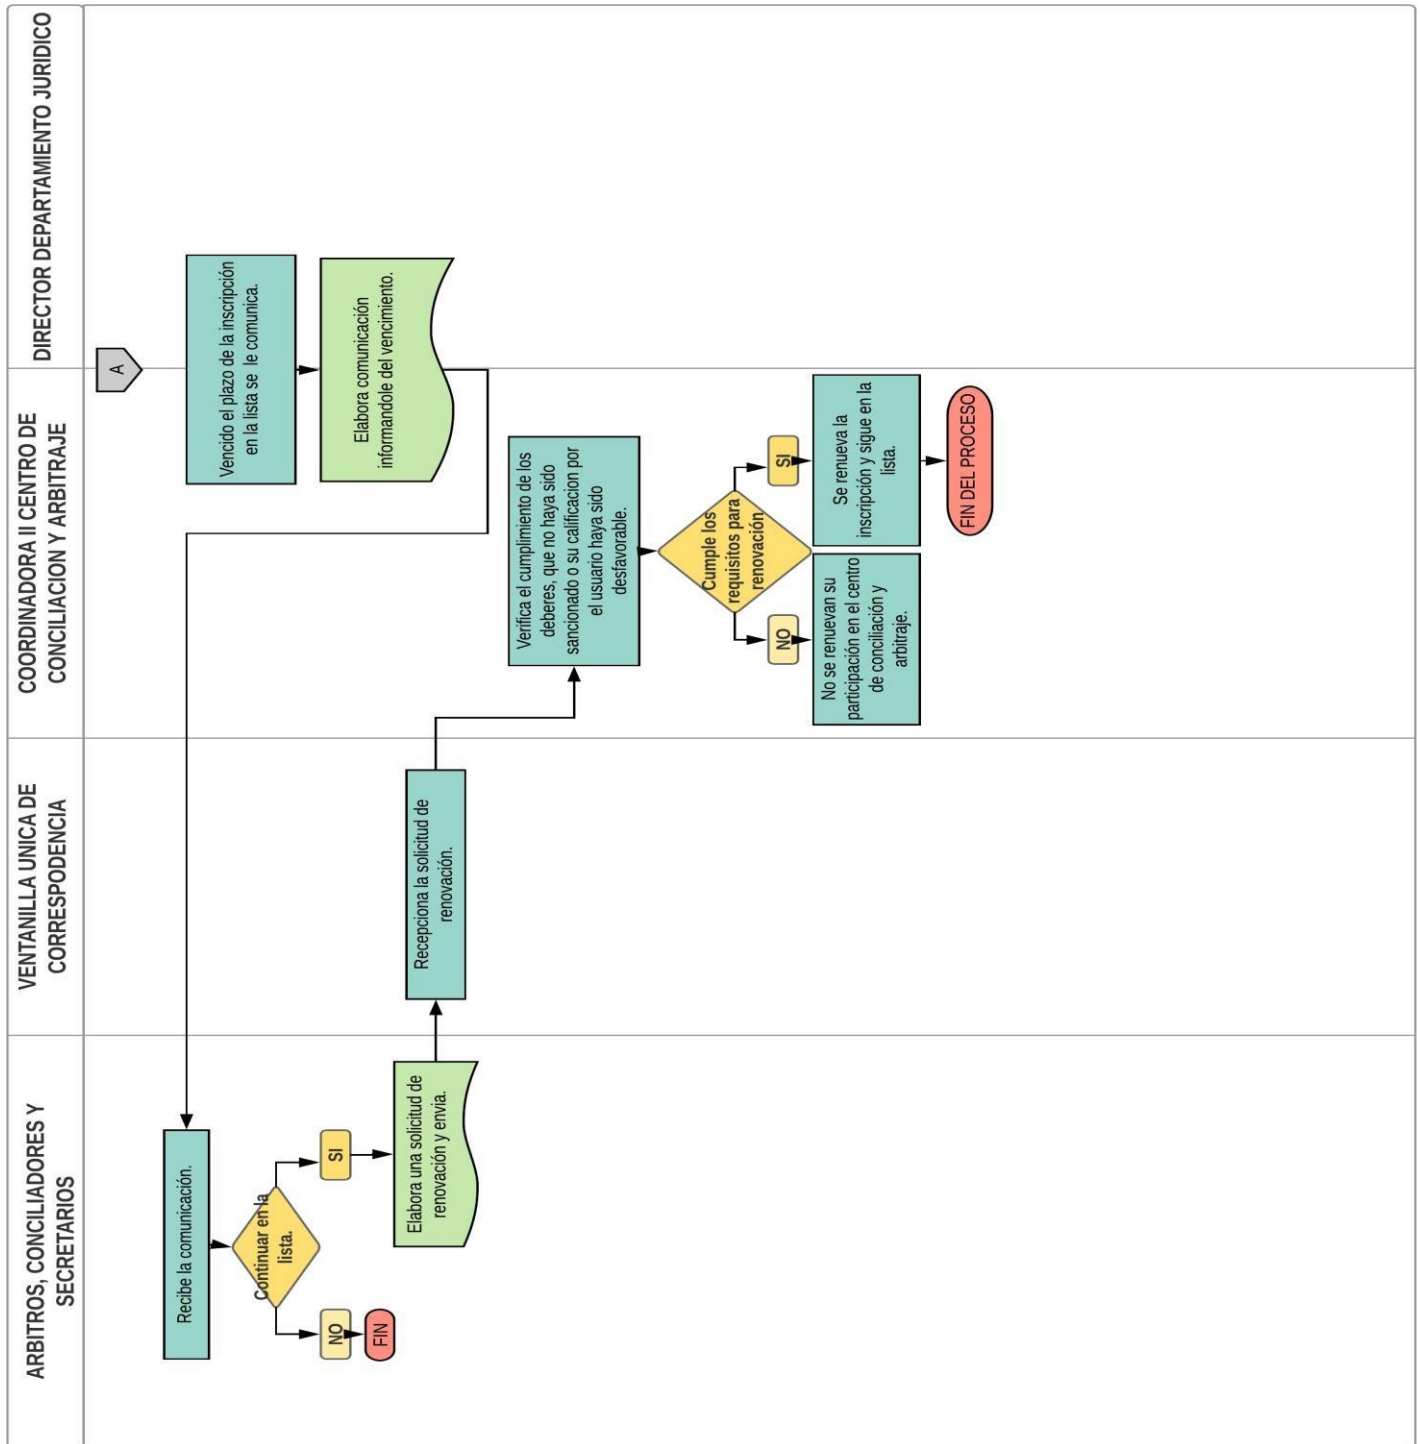 ARBITROS, CONCILIADORES Y
SECRETARIOS
VENTANILLA UNICA DE
CORRESPODENCIA
COORDINADORA II CENTRO DE
CONCILIACION Y ARBITRAJE
DIRECTOR DEPARTAMIENTO JURIDICO
A
Vencido el plazo de la inscripción
en la lista se le comunica.
Elabora comunicación
informandole del vencimiento.
Recibe la comunicación.
Continuar en la
lista.
NO
SI
FIN
Elabora una solicitud de
renovación y envia.
Recepciona la solicitud de
renovación.
Verifica el cumplimiento de los
deberes, que no haya sido
sancionado o su calificacion por
el usuario haya sido
desfavorable.
Cumple los
requisitos para
renovación
NO
SI
No se renuevan su
participación en el centro
de conciliación y
arbitraje.
Se renueva la
inscripción y sigue en la
lista.
FIN DEL PROCESO